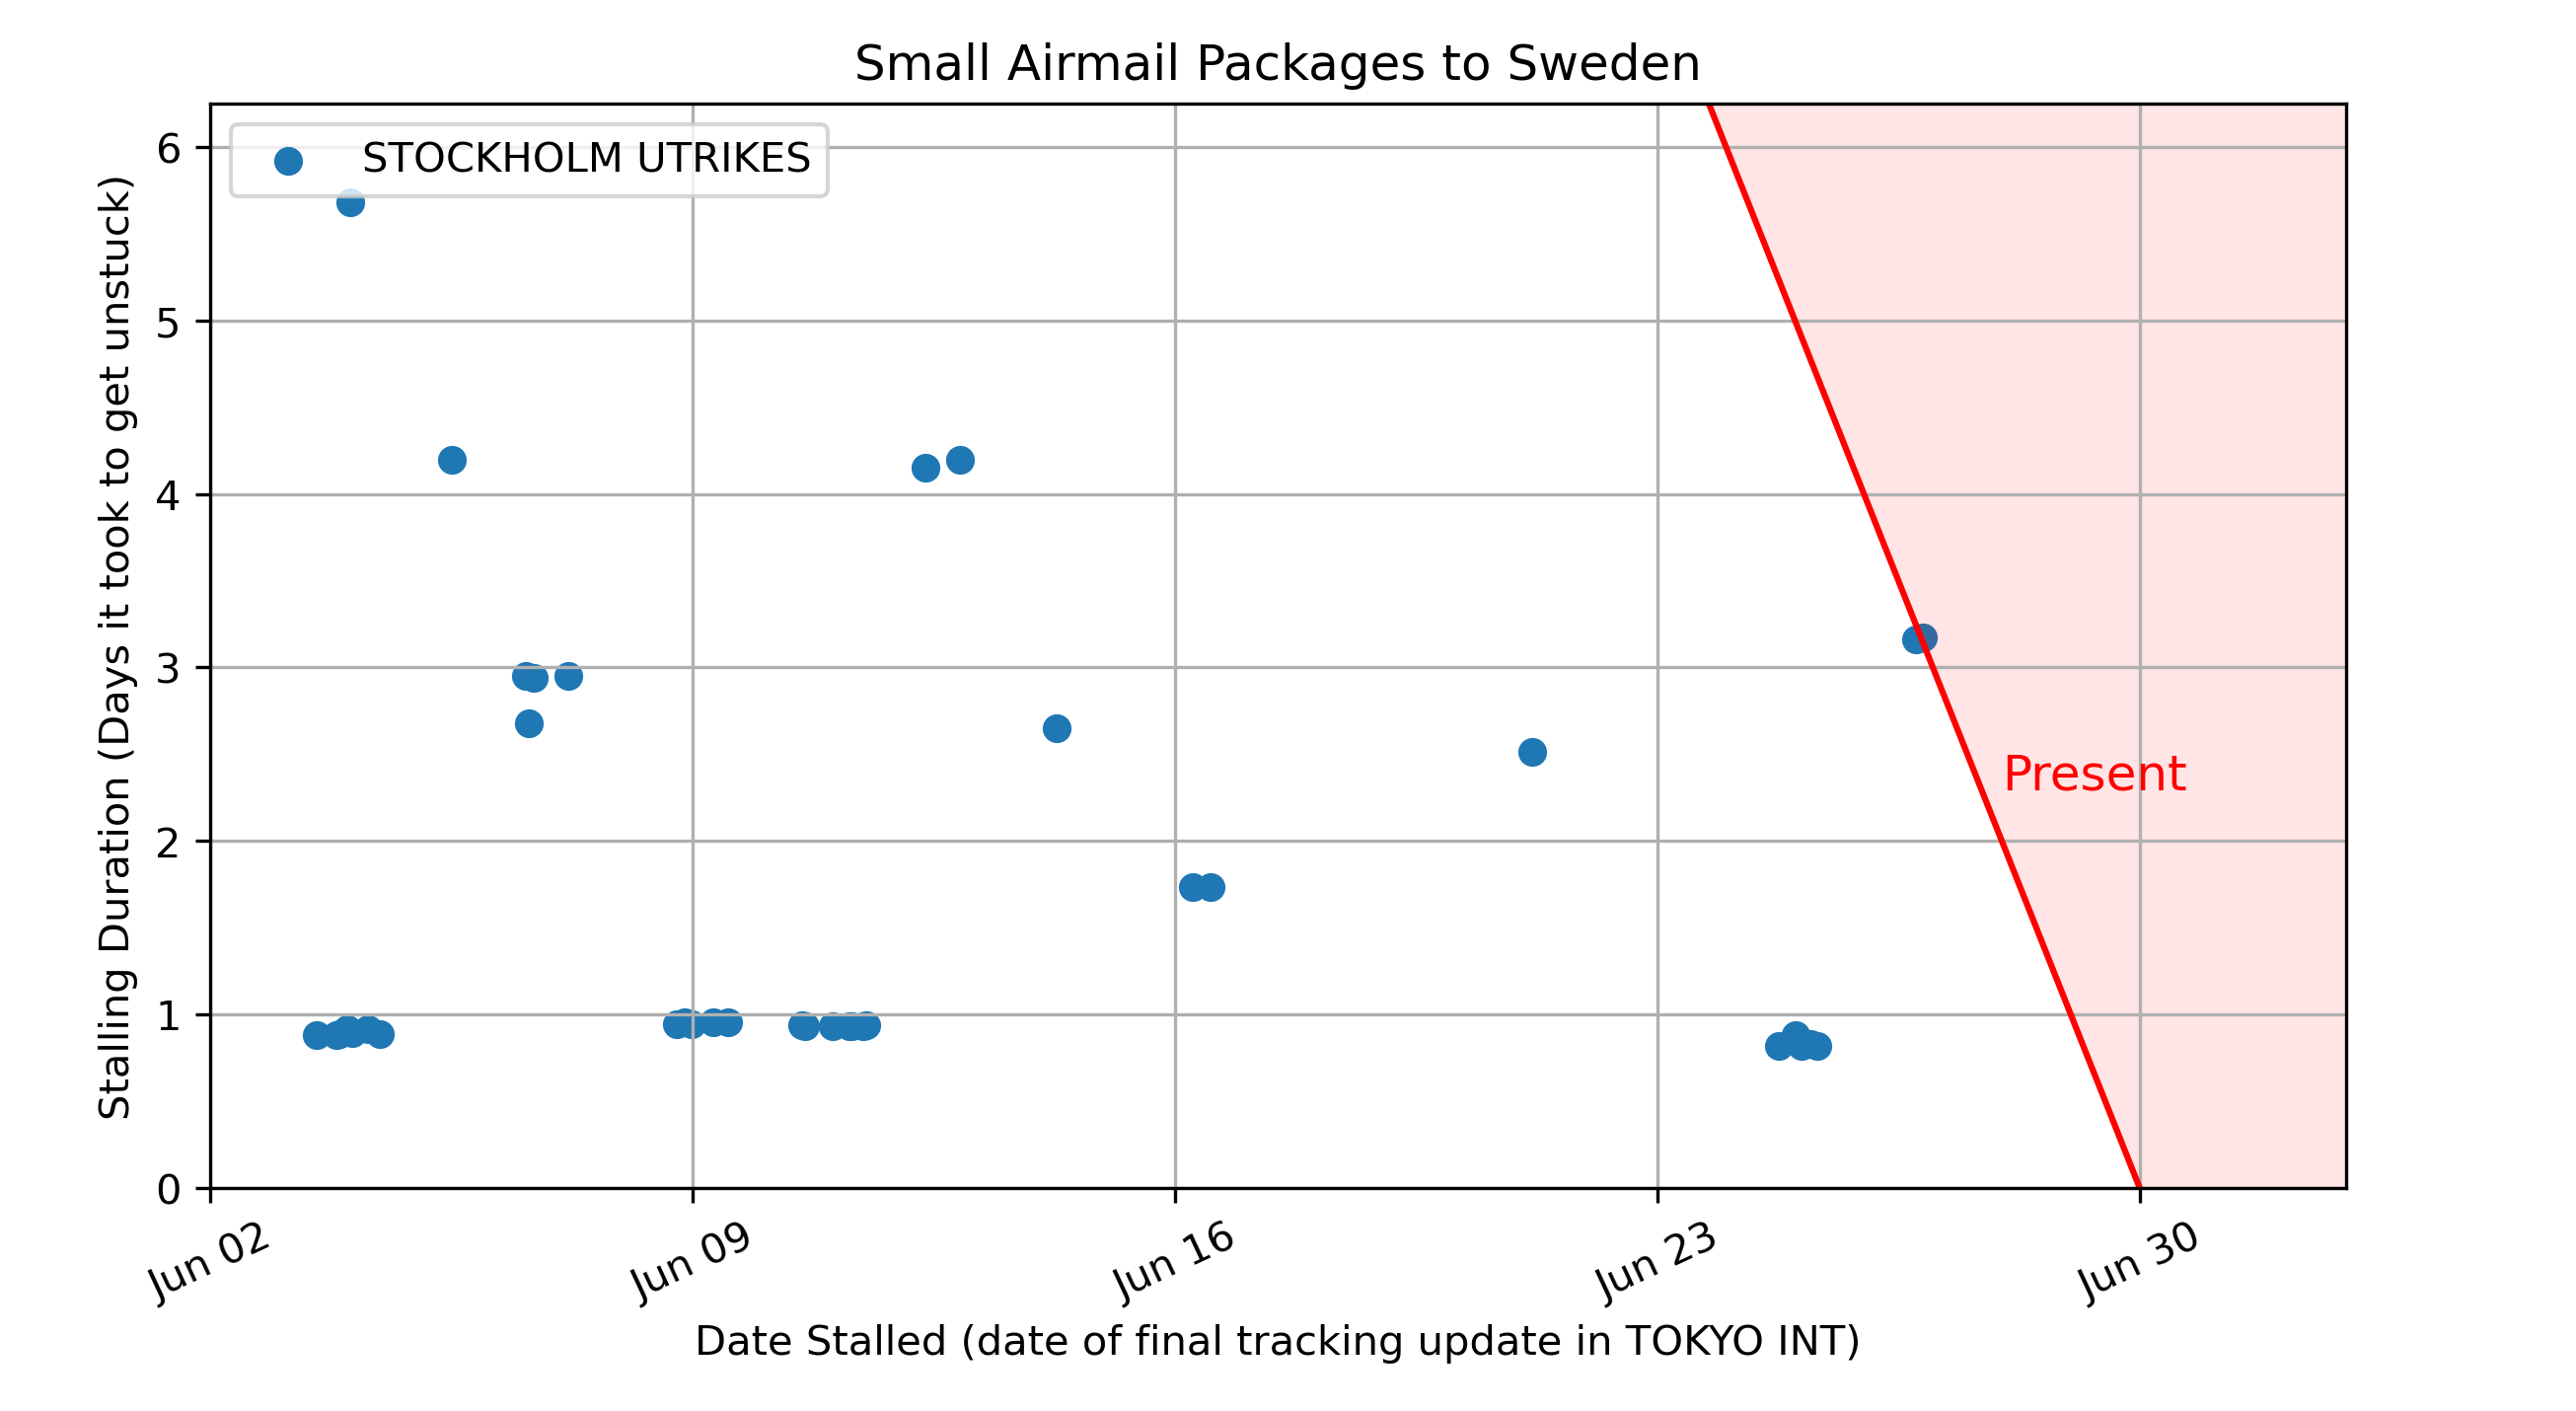 Small Airmail Packages to Sweden
STOCKHOLM UTRIKES
Stalling Duration (Days it took to get unstuck)
6
5
4
3
2
1
0
Present
Jun 02
Jun 09
Jun 16
Jun 23
Jun 30
Date Stalled (date of final tracking update in TOKYO INT)